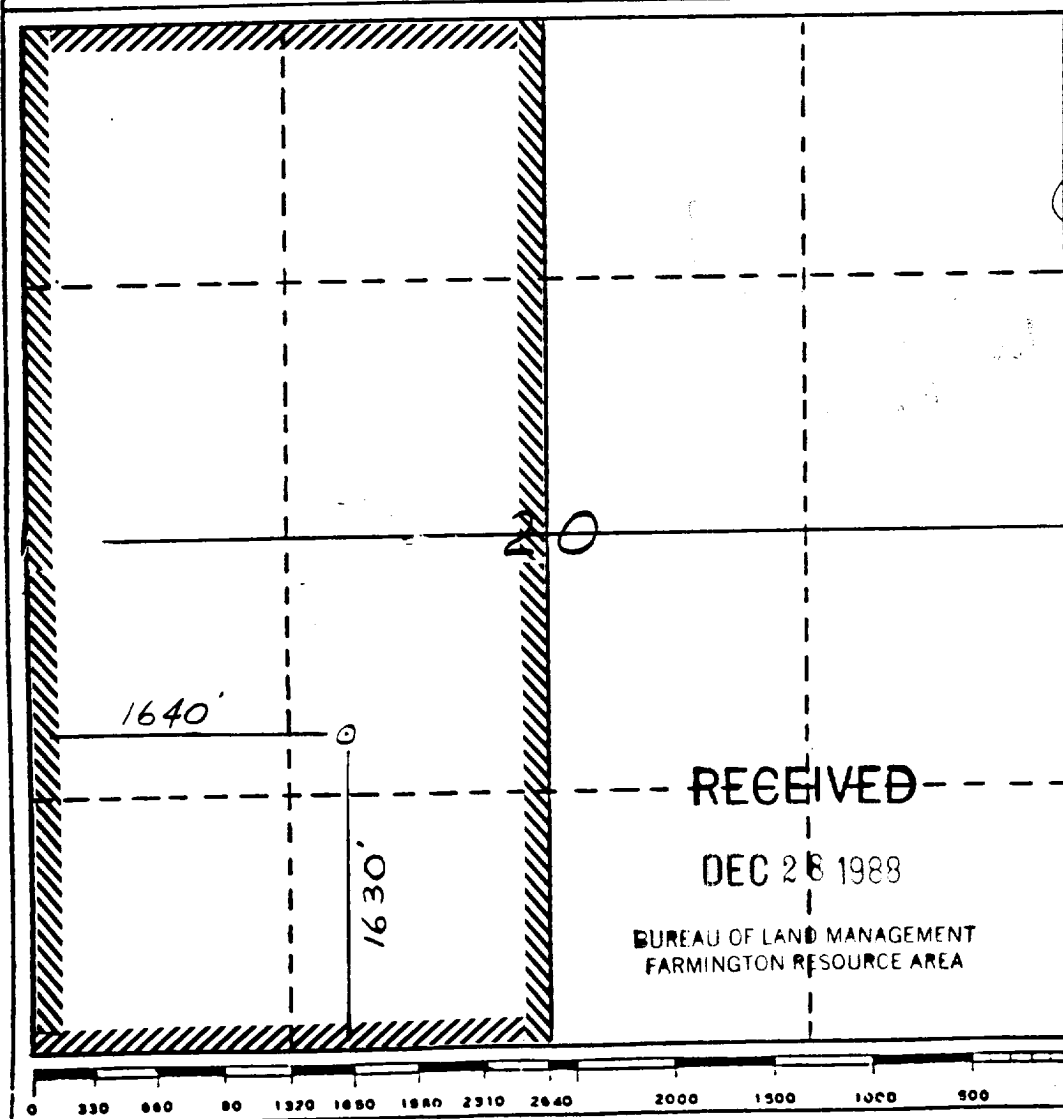 20
1640'
1630'
RECEIVED
DEC 28 1988
BUREAU OF LAND MANAGEMENT
FARMINGTON RESOURCE AREA
0 330 660 90 1320 1650 1980 2310 2640 2000 1500 1000 500